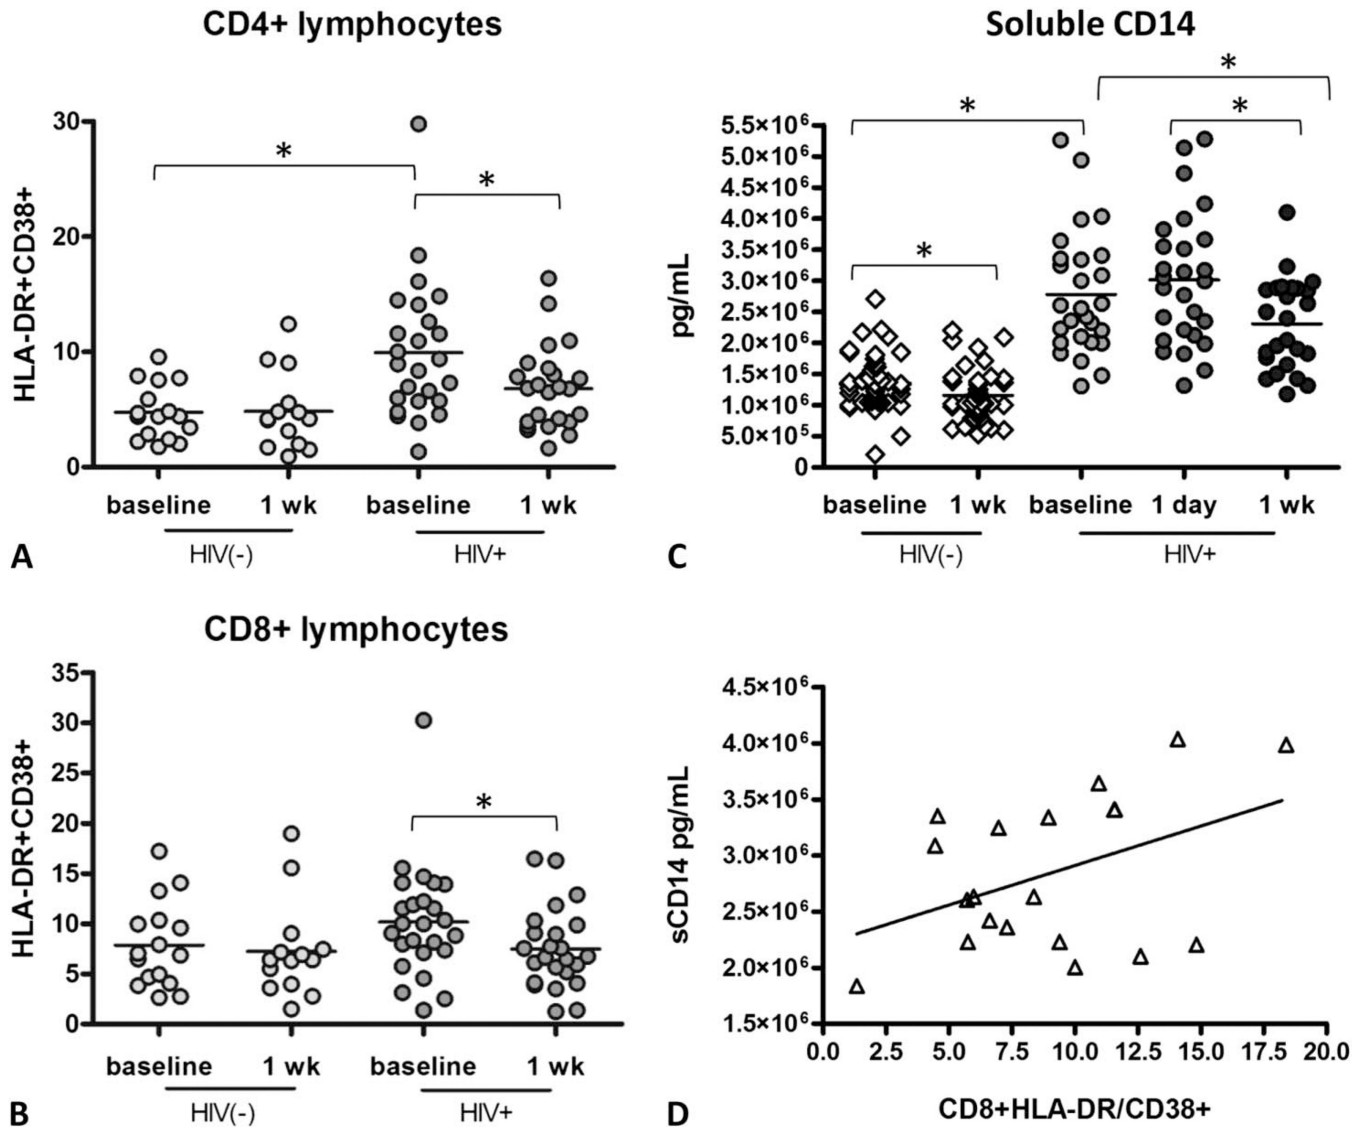 CD4+ lymphocytes
HLA-DR+CD38+
30
20
10
0
*
*
baseline 1 wk baseline 1 wk
HIV(-) HIV+
A
Soluble CD14
pg/mL
5.5×10⁶
5.0×10⁶
4.5×10⁶
4.0×10⁶
3.5×10⁶
3.0×10⁶
2.5×10⁶
2.0×10⁶
1.5×10⁶
1.0×10⁶
5.0×10⁵
0
*
*
*
*
baseline 1 wk baseline 1 day 1 wk
HIV(-) HIV+
C
CD8+ lymphocytes
HLA-DR+CD38+
35
30
25
20
15
10
5
0
*
baseline 1 wk baseline 1 wk
HIV(-) HIV+
B
sCD14 pg/mL
4.5×10⁶
4.0×10⁶
3.5×10⁶
3.0×10⁶
2.5×10⁶
2.0×10⁶
1.5×10⁶
0.0 2.5 5.0 7.5 10.0 12.5 15.0 17.5 20.0
CD8+HLA-DR/CD38+
D